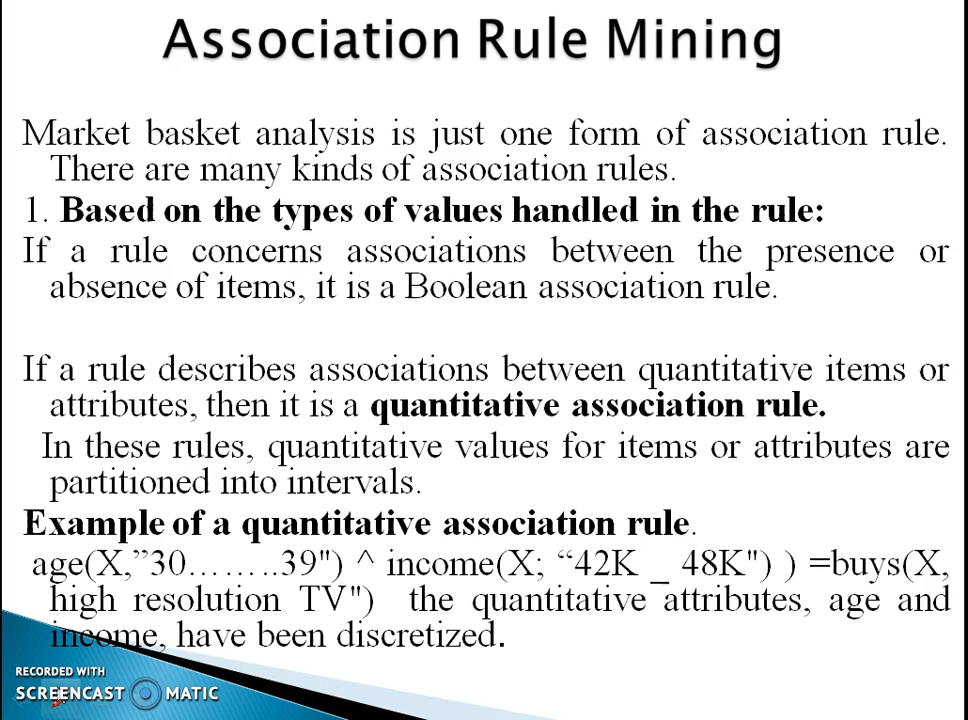 Association Rule Mining
Market basket analysis is just one form of association rule.
There are many kinds of association rules.
1. Based on the types of values handled in the rule:
If a rule concerns associations between the presence or
absence of items, it is a Boolean association rule.
If a rule describes associations between quantitative items or
attributes, then it is a quantitative association rule.
In these rules, quantitative values for items or attributes are
partitioned into intervals.
Example of a quantitative association rule.
age(X,”30……..39") ^ income(X; “42K _ 48K") ) =buys(X,
high resolution TV") the quantitative attributes, age and
income, have been discretized.
RECORDED WITH
SCREENCAST MATIC